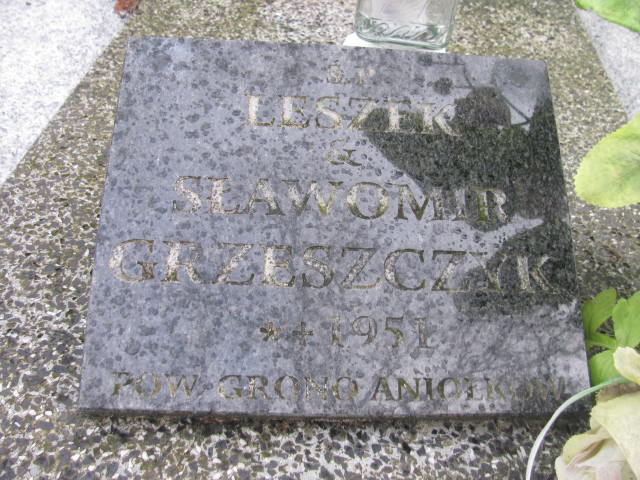 Ś.P.
LESZEK
&
SŁAWOMIR
GRZESZCZYK
*+ 1951
POW. GRONO ANIOŁKÓW